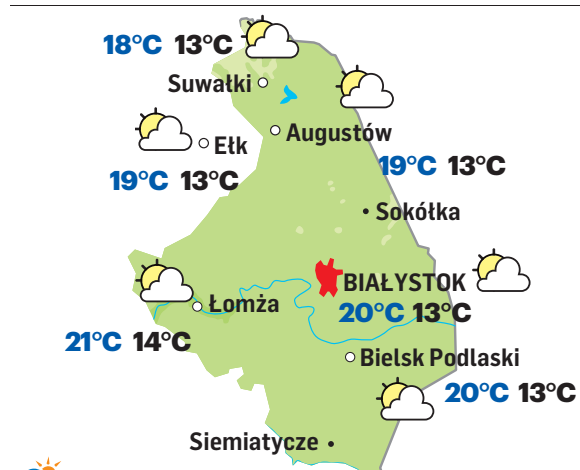 18°C 13°C
Suwałki
Augustów
Ełk
19°C 13°C
19°C 13°C
Sokółka
BIAŁYSTOK
20°C 13°C
Łomża
21°C 14°C
Bielsk Podlaski
20°C 13°C
Siemiatycze